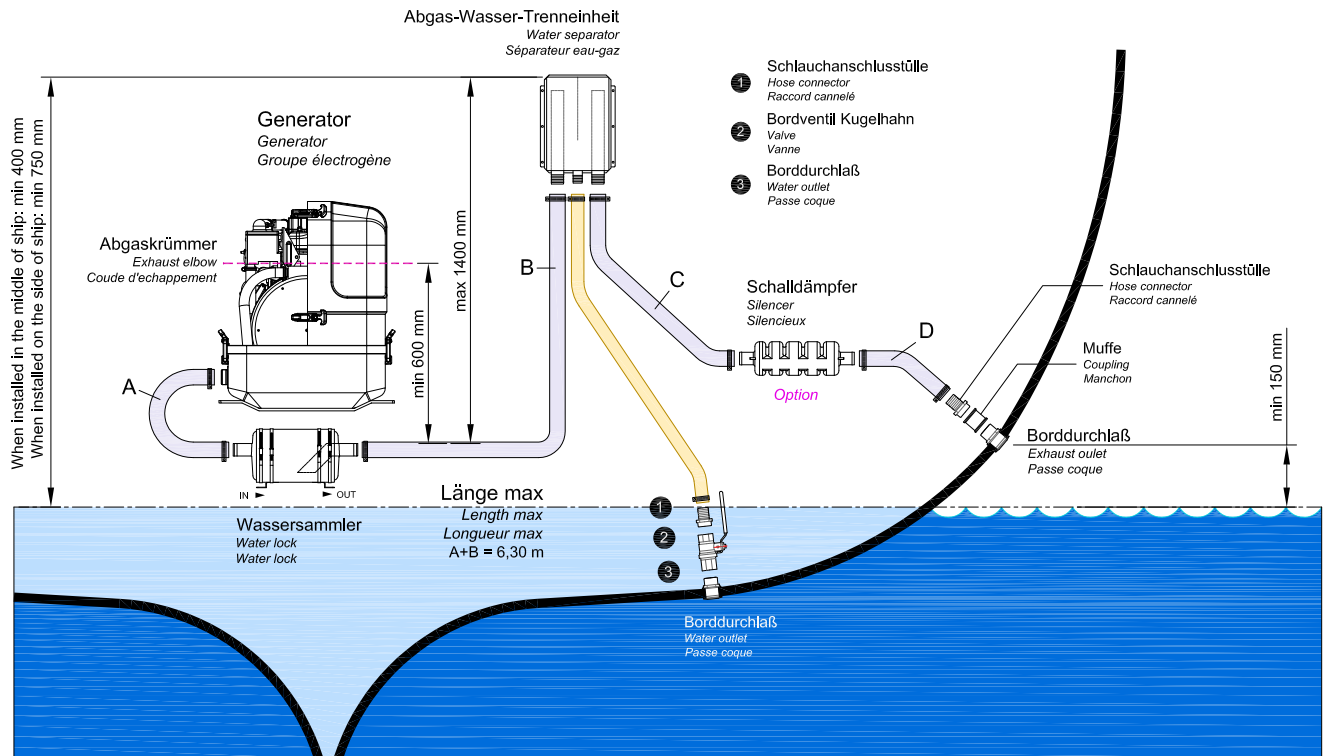 Abgas-Wasser-Trenneinheit
Water separator
Séparateur eau-gaz
When installed in the middle of ship: min 400 mm
When installed on the side of ship: min 750 mm
Generator
Generator
Groupe électrogène
Abgaskrümmer
Exhaust elbow
Coude d'echappement
min 600 mm
max 1400 mm
A
B
C
D
1
Schlauchanschlusstülle
Hose connector
Raccord cannelé
2
Bordventil Kugelhahn
Valve
Vanne
3
Borddurchlaß
Water outlet
Passe coque
Schalldämpfer
Silencer
Silencieux
Option
Schlauchanschlusstülle
Hose connector
Raccord cannelé
Muffe
Coupling
Manchon
Borddurchlaß
Exhaust oulet
Passe coque
min 150 mm
IN
OUT
Wassersammler
Water lock
Water lock
Länge max
Length max
Longueur max
A+B = 6,30 m
1
2
3
Borddurchlaß
Water outlet
Passe coque